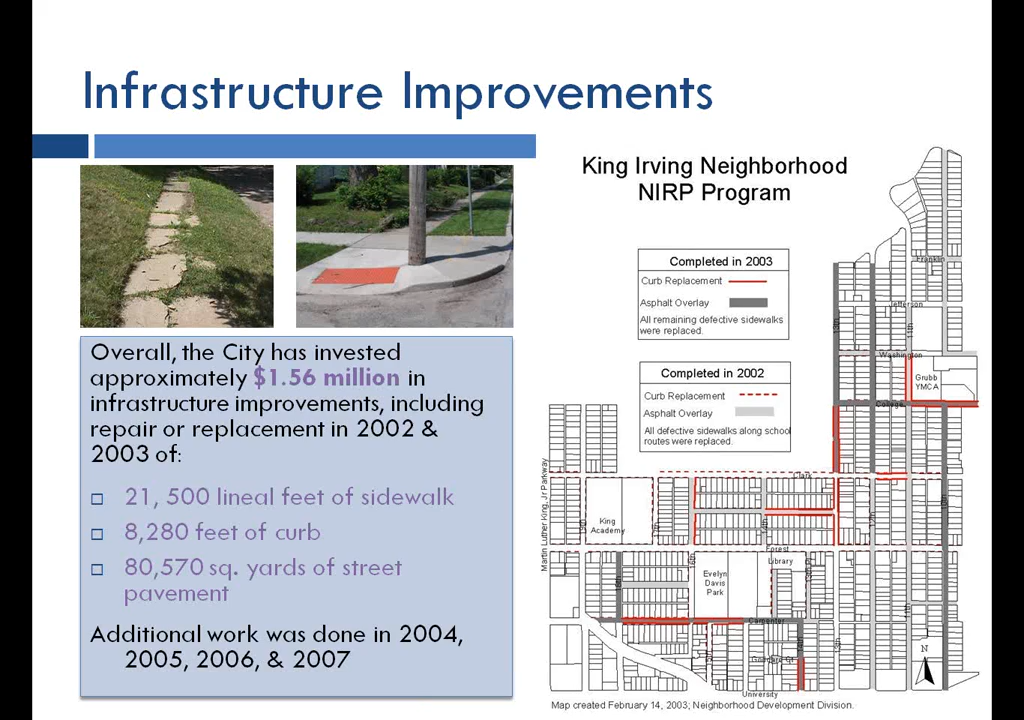 Infrastructure Improvements
Overall, the City has invested
approximately $1.56 million in
infrastructure improvements, including
repair or replacement in 2002 &
2003 of:
21, 500 lineal feet of sidewalk
8,280 feet of curb
80,570 sq. yards of street
pavement
Additional work was done in 2004,
2005, 2006, & 2007
King Irving Neighborhood
NIRP Program
Completed in 2003
Curb Replacement
Asphalt Overlay
All remaining defective sidewalks
were replaced.
Completed in 2002
Curb Replacement
Asphalt Overlay
All defective sidewalks along school
routes were replaced.
Franklin
Jefferson
13th
11th
Washington
Grubb
YMCA
College
Clark
Martin Luther King, Jr Parkway
King
Academy
Forest
Library
16th
Evelyn
Davis
Park
Carpenter
University
N
Map created February 14, 2003; Neighborhood Development Division.